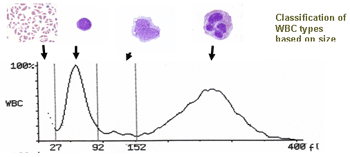 Classification of
WBC types
based on size
100%
WBC
27 92 152 400 fl